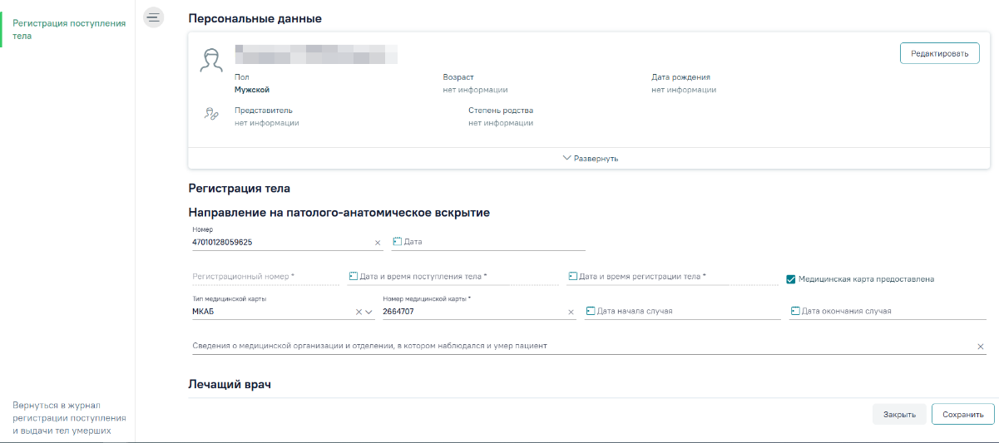 Регистрация поступления
тела
Персональные данные
Редактировать
Пол
Возраст
Дата рождения
Мужской
нет информации
нет информации
Представитель
Степень родства
нет информации
нет информации
Развернуть
Регистрация тела
Направление на патолого-анатомическое вскрытие
Номер
47010128059625
Дата
Регистрационный номер *
Дата и время поступления тела *
Дата и время регистрации тела *
Медицинская карта предоставлена
Тип медицинской карты
Номер медицинской карты *
МКАБ
2664707
Дата начала случая
Дата окончания случая
Сведения о медицинской организации и отделении, в котором наблюдался и умер пациент
Лечащий врач
Вернуться в журнал
регистрации поступления
и выдачи тел умерших
Закрыть
Сохранить